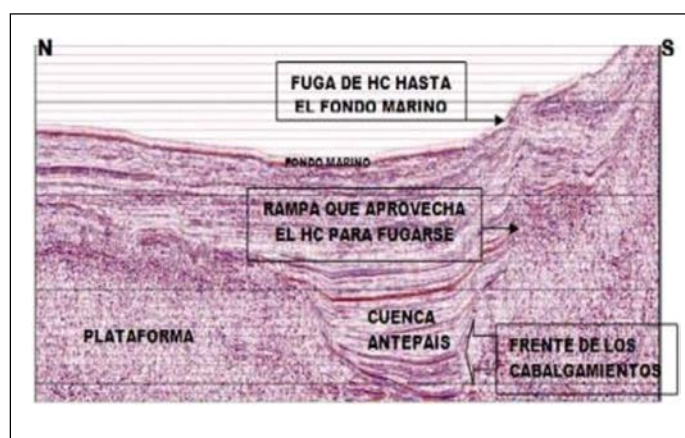 N
S
FUGA DE HC HASTA
EL FONDO MARINO
FONDO MARINO
RAMPA QUE APROVECHA
EL HC PARA FUGARSE
CUENCA
ANTEPAIS
PLATAFORMA
FRENTE DE LOS
CABALGAMIENTOS